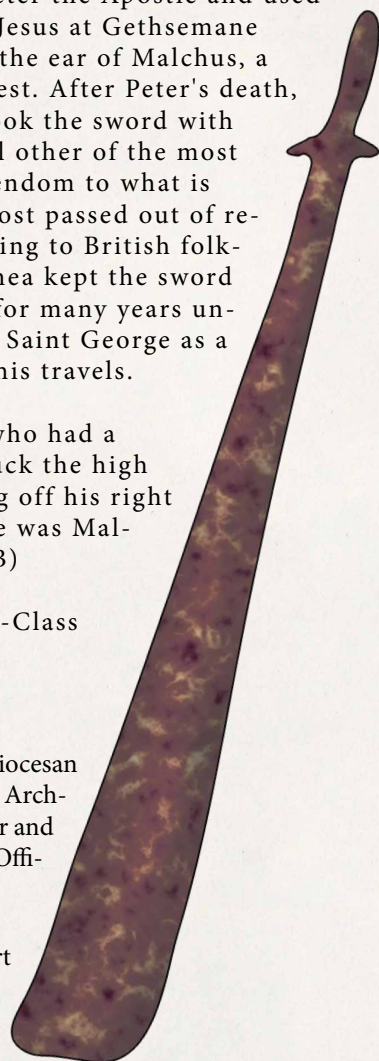 eter the Apostle and used
Jesus at Gethsemane
the ear of Malchus, a
est. After Peter's death,
ook the sword with
l other of the most
endom to what is
ost passed out of re-
ing to British folk-
hea kept the sword
for many years un-
Saint George as a
his travels.
who had a
uck the high
g off his right
e was Mal-
3)
-Class
iocesan
Arch-
r and
Offi-
rt